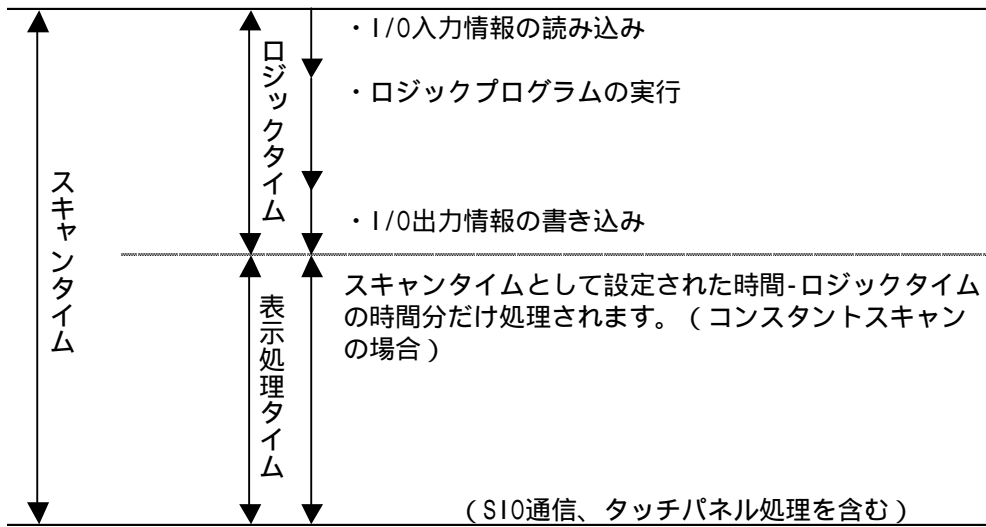 ・I/O入力情報の読み込み
ロジックタイム
・ロジックプログラムの実行
スキャンタイム
・I/O出力情報の書き込み
スキャンタイムとして設定された時間-ロジックタイム
の時間分だけ処理されます。(コンスタントスキャン
の場合)
表示処理タイム
(SIO通信、タッチパネル処理を含む)